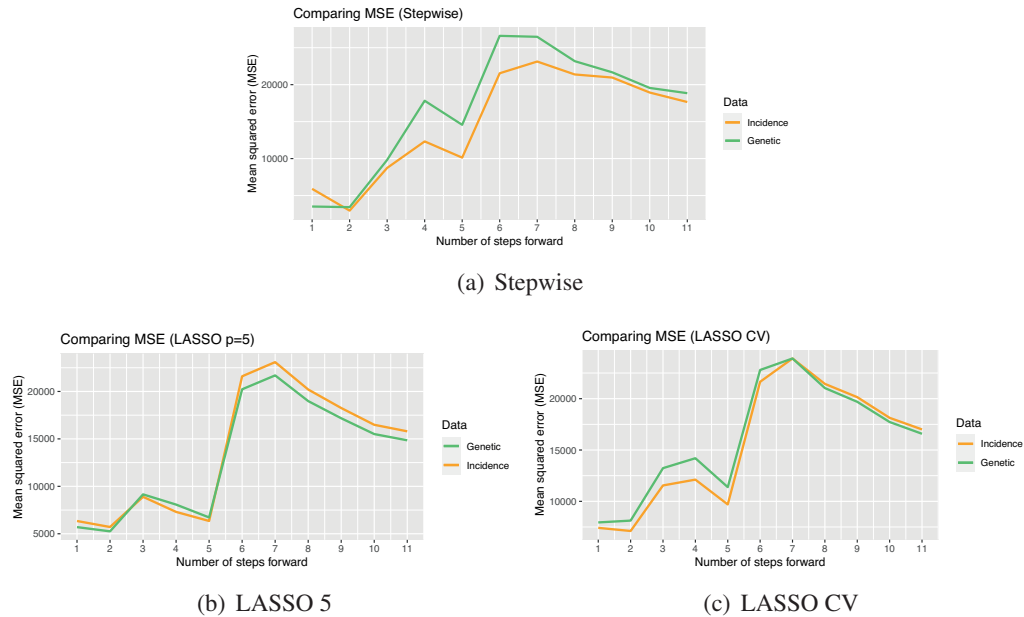 Comparing MSE (Stepwise)
Mean squared error (MSE)
20000
10000
1 2 3 4 5 6 7 8 9 10 11
Number of steps forward
Data
Incidence
Genetic
(a) Stepwise
Comparing MSE (LASSO p=5)
Mean squared error (MSE)
20000
15000
10000
5000
1 2 3 4 5 6 7 8 9 10 11
Number of steps forward
Data
Genetic
Incidence
(b) LASSO 5
Comparing MSE (LASSO CV)
Mean squared error (MSE)
20000
15000
10000
1 2 3 4 5 6 7 8 9 10 11
Number of steps forward
Data
Incidence
Genetic
(c) LASSO CV